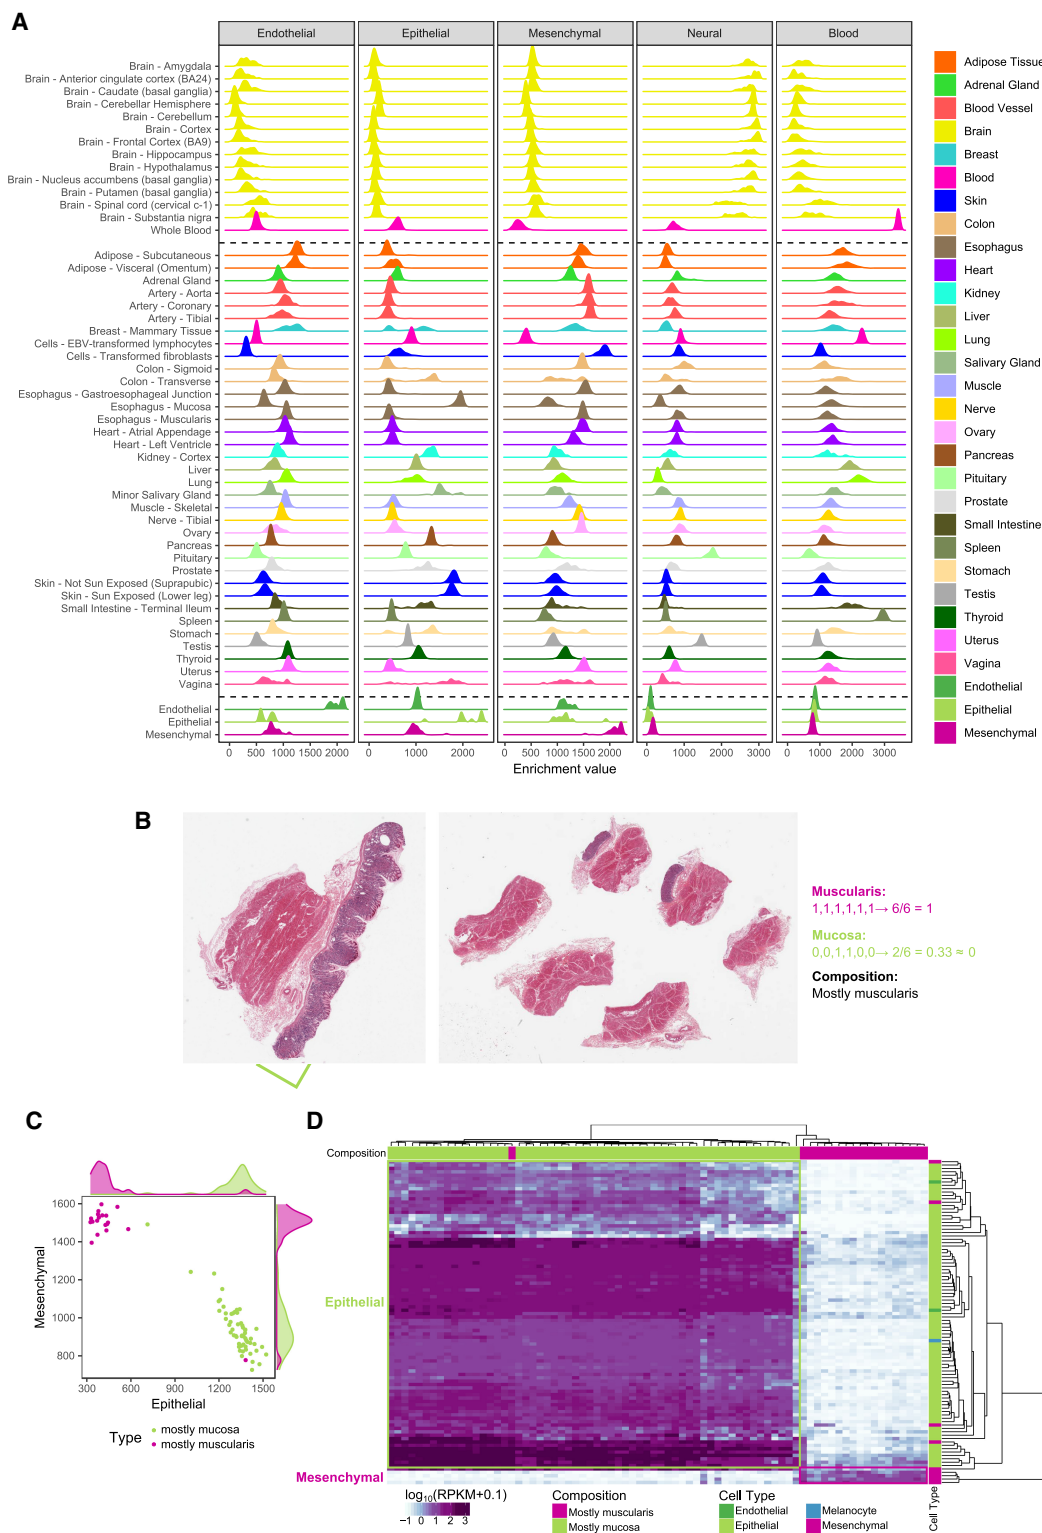 A
Endothelial
Epithelial
Mesenchymal
Neural
Blood
Brain - Amygdala
Brain - Anterior cingulate cortex (BA24)
Brain - Caudate (basal ganglia)
Brain - Cerebellar Hemisphere
Brain - Cerebellum
Brain - Cortex
Brain - Frontal Cortex (BA9)
Brain - Hippocampus
Brain - Hypothalamus
Brain - Nucleus accumbens (basal ganglia)
Brain - Putamen (basal ganglia)
Brain - Spinal cord (cervical c-1)
Brain - Substantia nigra
Whole Blood
Adipose - Subcutaneous
Adipose - Visceral (Omentum)
Adrenal Gland
Artery - Aorta
Artery - Coronary
Artery - Tibial
Breast - Mammary Tissue
Cells - EBV-transformed lymphocytes
Cells - Transformed fibroblasts
Colon - Sigmoid
Colon - Transverse
Esophagus - Gastroesophageal Junction
Esophagus - Mucosa
Esophagus - Muscularis
Heart - Atrial Appendage
Heart - Left Ventricle
Kidney - Cortex
Liver
Lung
Minor Salivary Gland
Muscle - Skeletal
Nerve - Tibial
Ovary
Pancreas
Pituitary
Prostate
Skin - Not Sun Exposed (Suprapubic)
Skin - Sun Exposed (Lower leg)
Small Intestine - Terminal Ileum
Spleen
Stomach
Testis
Thyroid
Uterus
Vagina
Endothelial
Epithelial
Mesenchymal
0 500 1000 1500 2000
0 1000 2000
0 500 1000 1500 2000
0 1000 2000 3000
0 1000 2000 3000
Enrichment value
Adipose Tissue
Adrenal Gland
Blood Vessel
Brain
Breast
Blood
Skin
Colon
Esophagus
Heart
Kidney
Liver
Lung
Salivary Gland
Muscle
Nerve
Ovary
Pancreas
Pituitary
Prostate
Small Intestine
Spleen
Stomach
Testis
Thyroid
Uterus
Vagina
Endothelial
Epithelial
Mesenchymal
B
Muscularis:
1,1,1,1,1,1→ 6/6 = 1
Mucosa:
0,0,1,1,0,0→ 2/6 = 0.33 ≈ 0
Composition:
Mostly muscularis
C
1600
1400
1200
1000
800
Mesenchymal
300 600 900 1200 1500
Epithelial
Type
mostly mucosa
mostly muscularis
D
Composition
Epithelial
Mesenchymal
log10(RPKM+0.1)
−1 0 1 2 3
Composition
Mostly muscularis
Mostly mucosa
Cell Type
Endothelial
Epithelial
Melanocyte
Mesenchymal
Cell Type